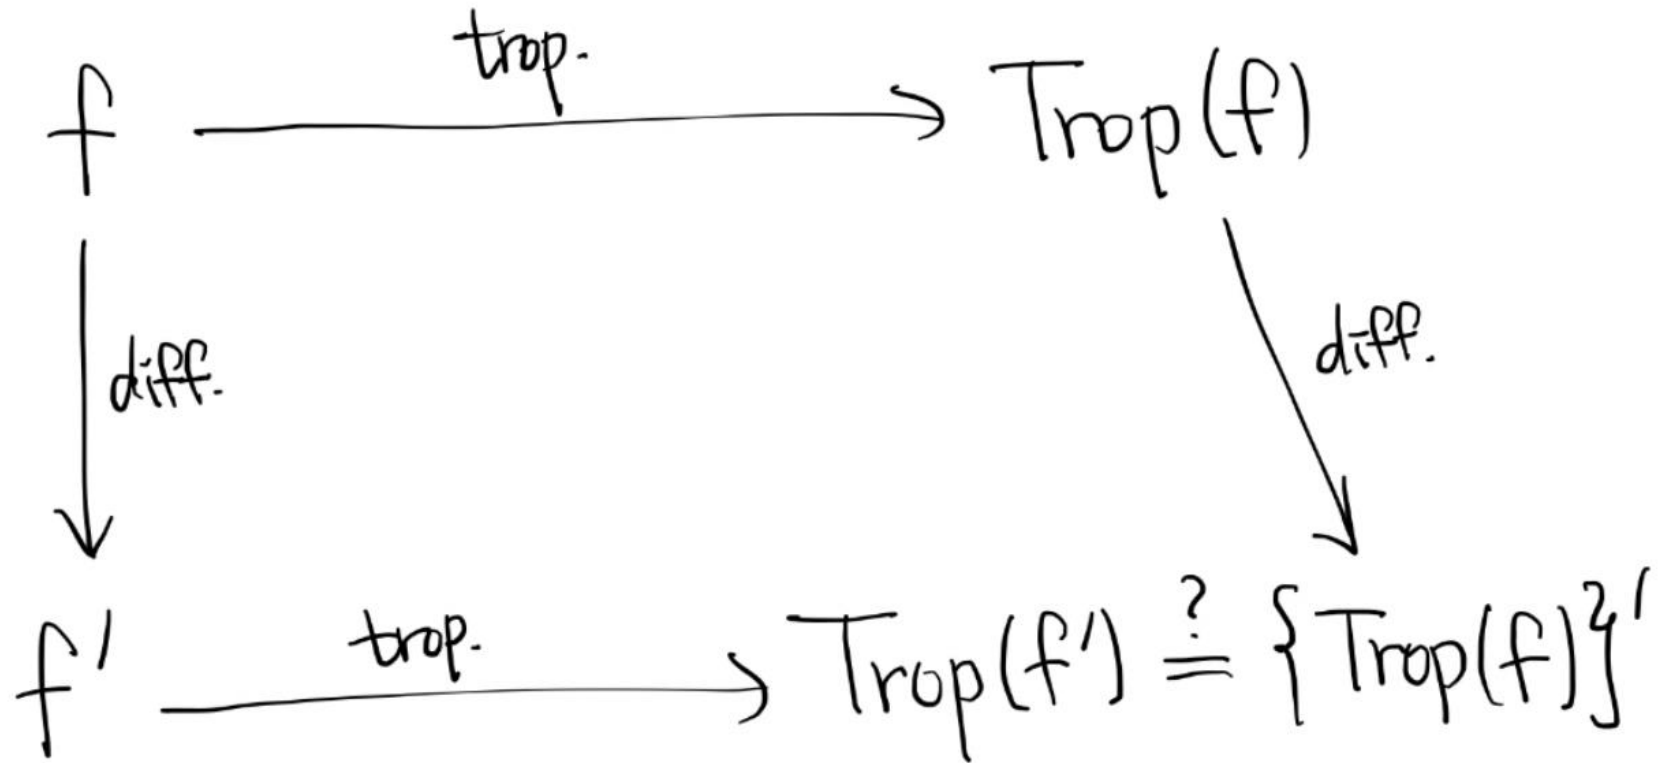 trop.
f → Trop(f)
diff. diff.
f' → Trop(f') ≟ {Trop(f)}'
trop.